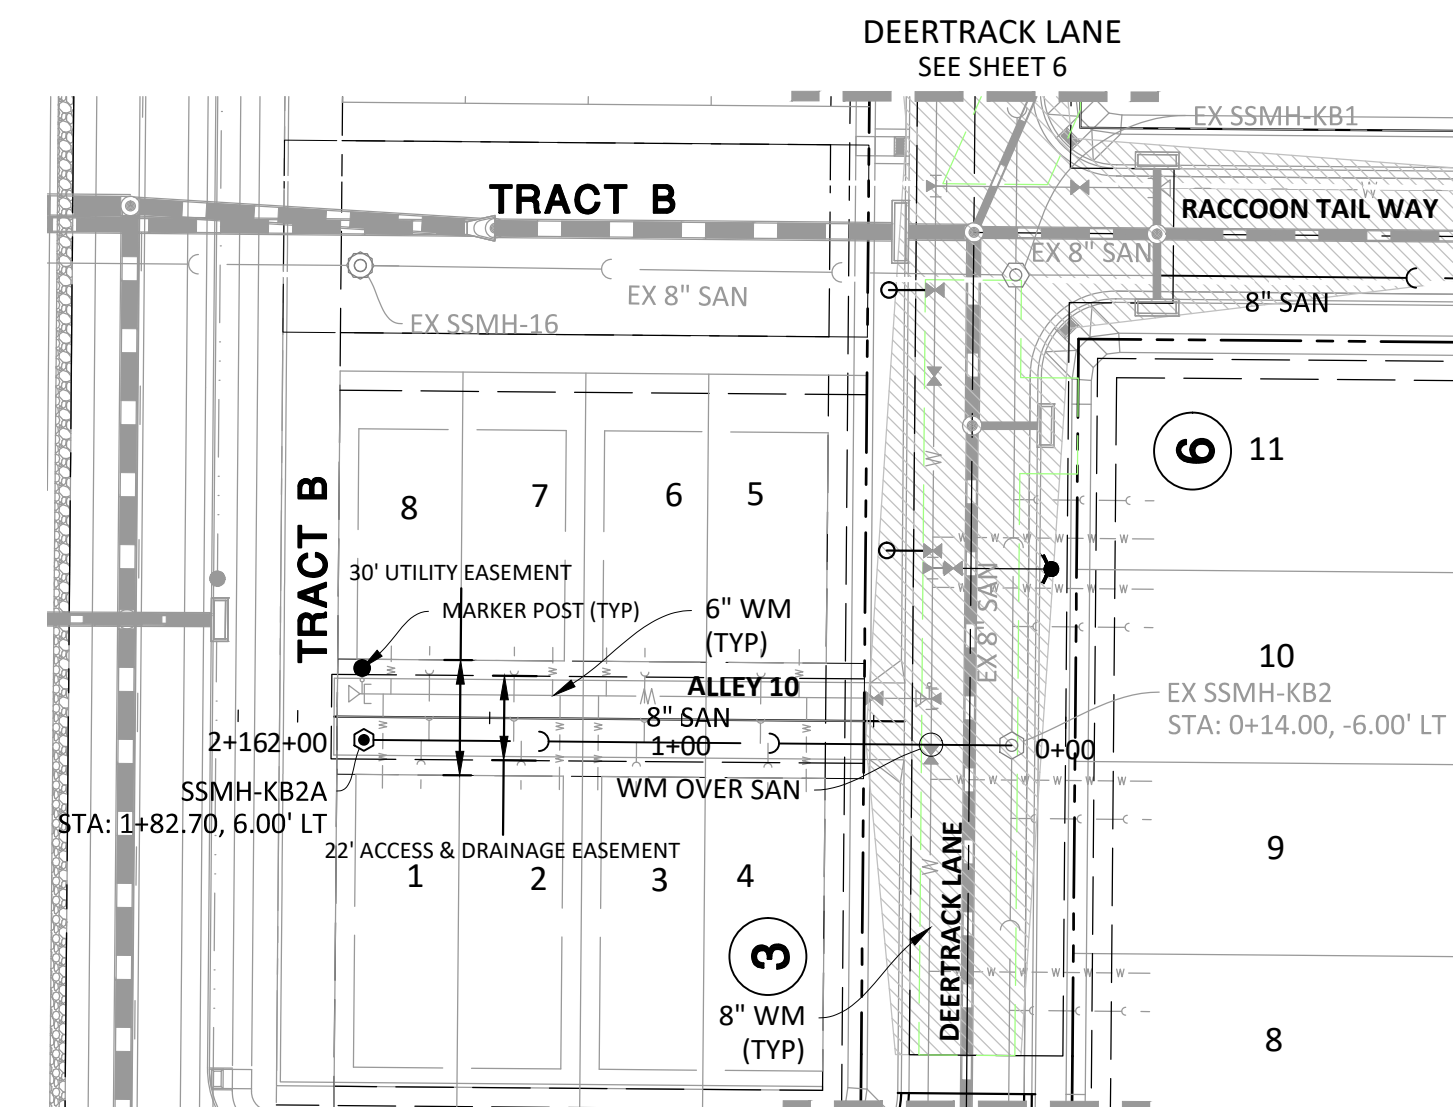 DEERTRACK LANE
SEE SHEET 6
EX SSMH-KB1
TRACT B
RACCOON TAIL WAY
EX 8" SAN
EX 8" SAN
8" SAN
EX SSMH-16
6
11
8
7
6
5
TRACT B
30' UTILITY EASEMENT
MARKER POST (TYP)
6" WM
(TYP)
EX 8" SAN
10
ALLEY 10
EX SSMH-KB2
STA: 0+14.00, -6.00' LT
8" SAN
2+16
2+00
1+00
0+00
SSMH-KB2A
STA: 1+82.70, 6.00' LT
WM OVER SAN
22' ACCESS & DRAINAGE EASEMENT
1
2
3
4
9
3
DEERTRACK LANE
8" WM
(TYP)
8